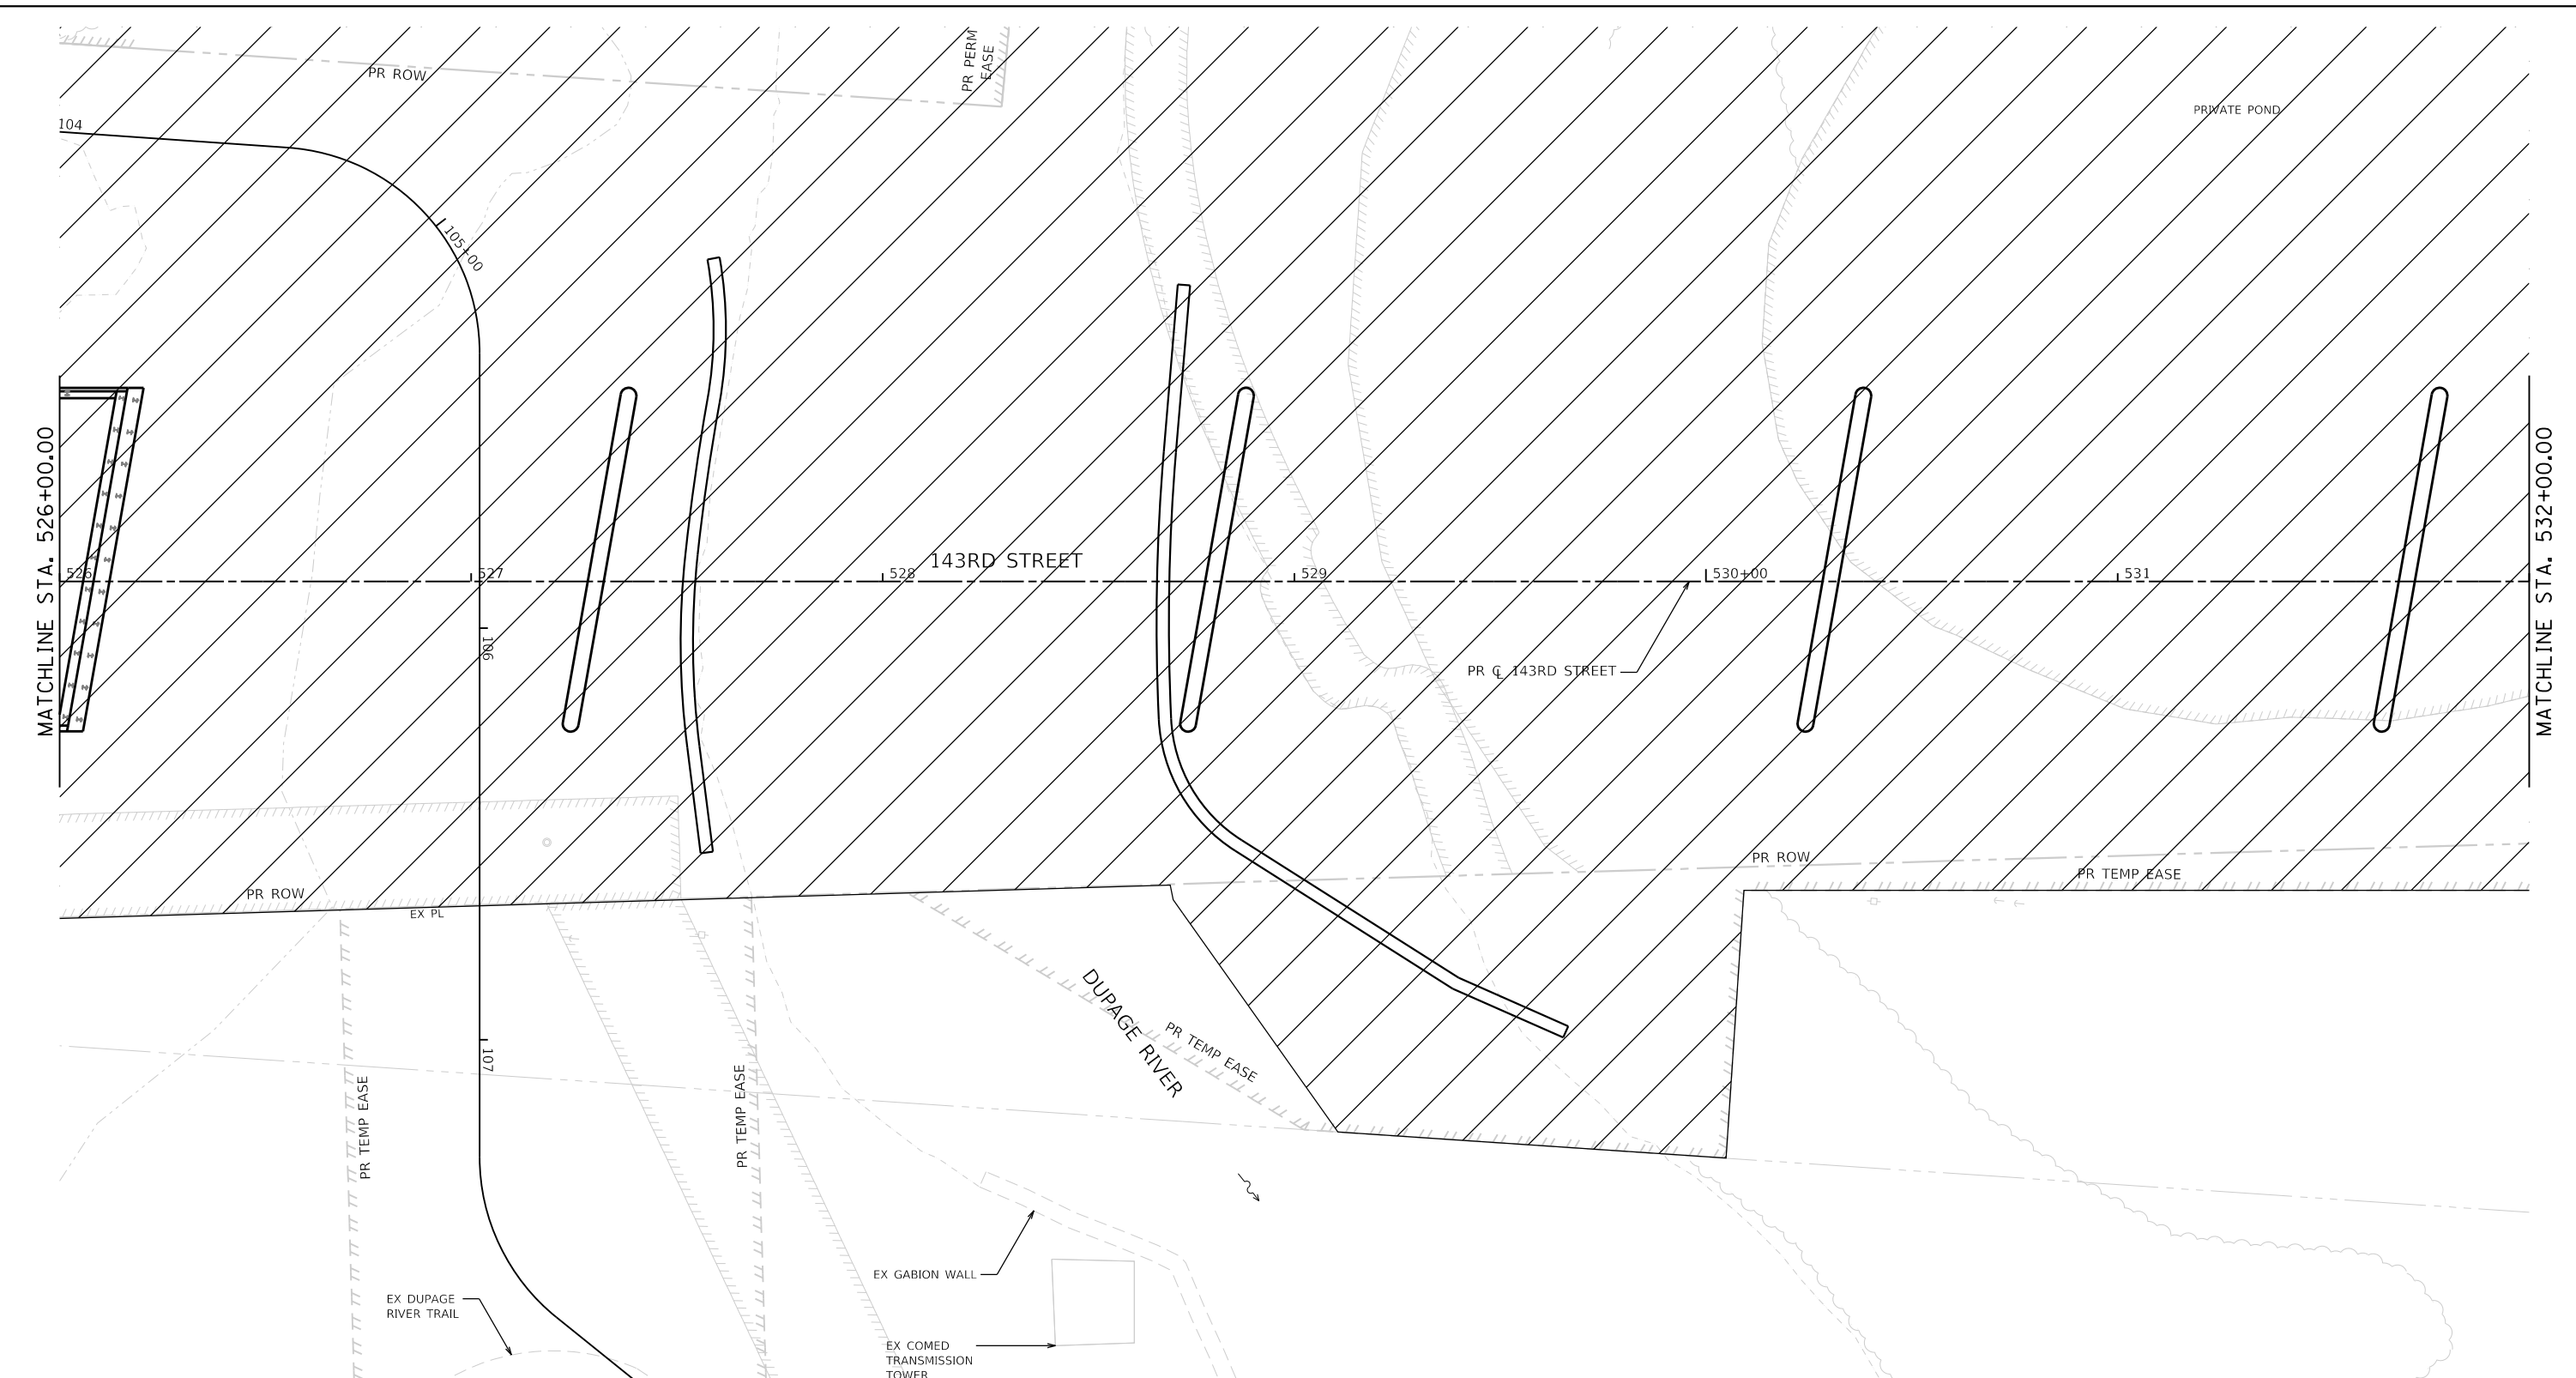 PR ROW
PR PERM
EASE
PRIVATE POND
104
105+00
MATCHLINE STA. 526+00.00
MATCHLINE STA. 532+00.00
143RD STREET
526
527
528
529
530+00
531
106
PR ℄ 143RD STREET
PR ROW
PR TEMP EASE
PR ROW
EX PL
DUPAGE RIVER
PR TEMP EASE
107
PR TEMP EASE
PR TEMP EASE
EX GABION WALL
EX DUPAGE
RIVER TRAIL
EX COMED
TRANSMISSION
TOWER